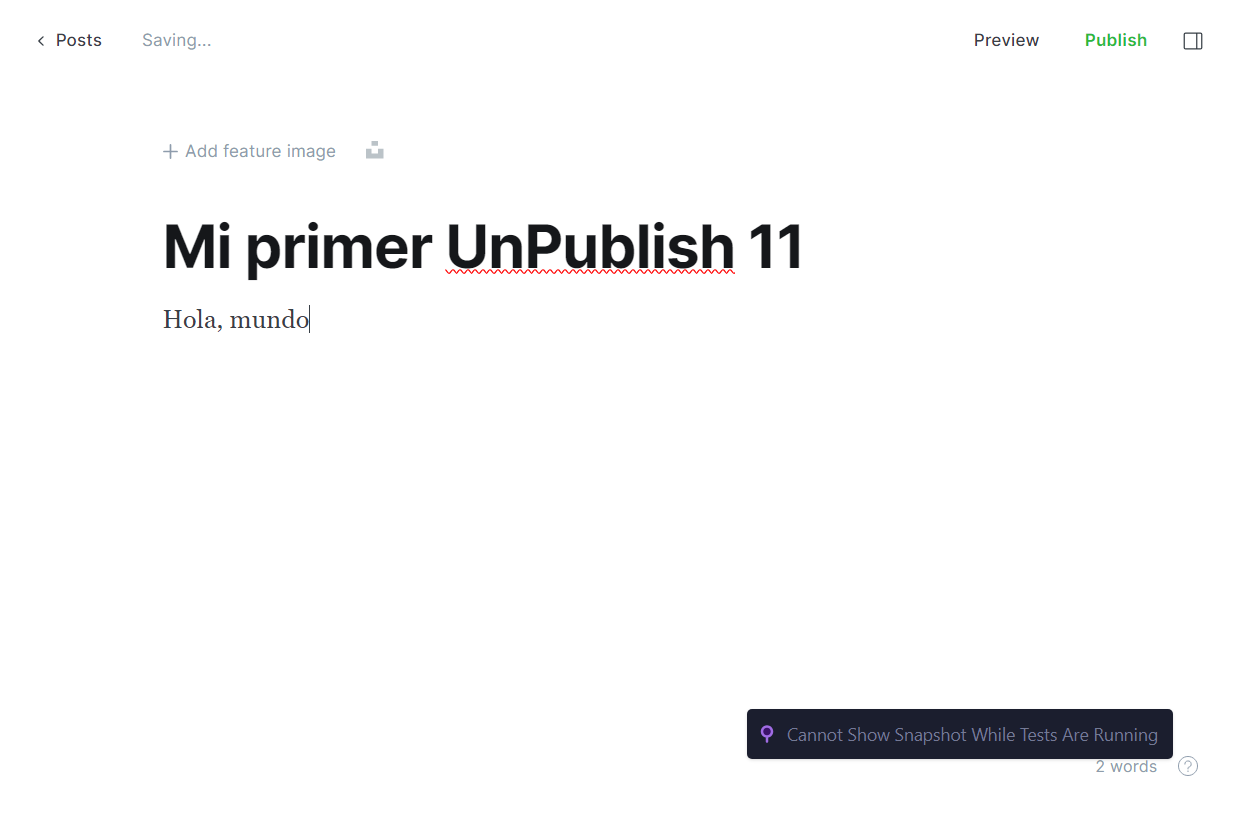 Posts Saving... Preview Publish
Add feature image
Mi primer UnPublish 11
Hola, mundo
Cannot Show Snapshot While Tests Are Running
2 words ?